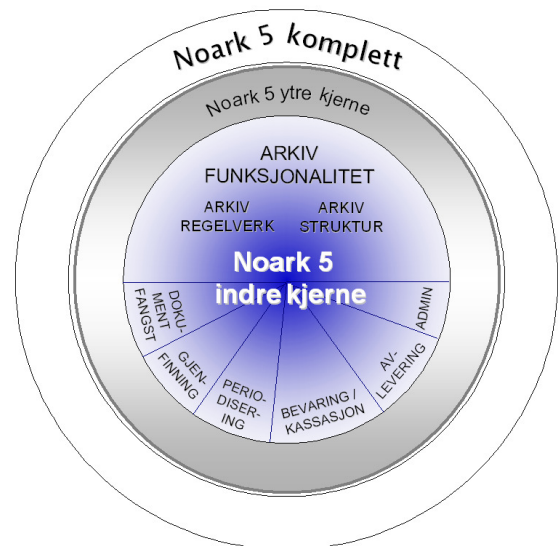 Noark 5 komplett
Noark 5 ytre kjerne
ARKIV
FUNKSJONALITET
ARKIV
REGELVERK
ARKIV
STRUKTUR
Noark 5
indre kjerne
DOKU-
MENT
FANGST
GJEN-
FINNING
PERIO-
DISER-
ING
BEVARING /
KASSASJON
AV-
LEVERING
ADMIN